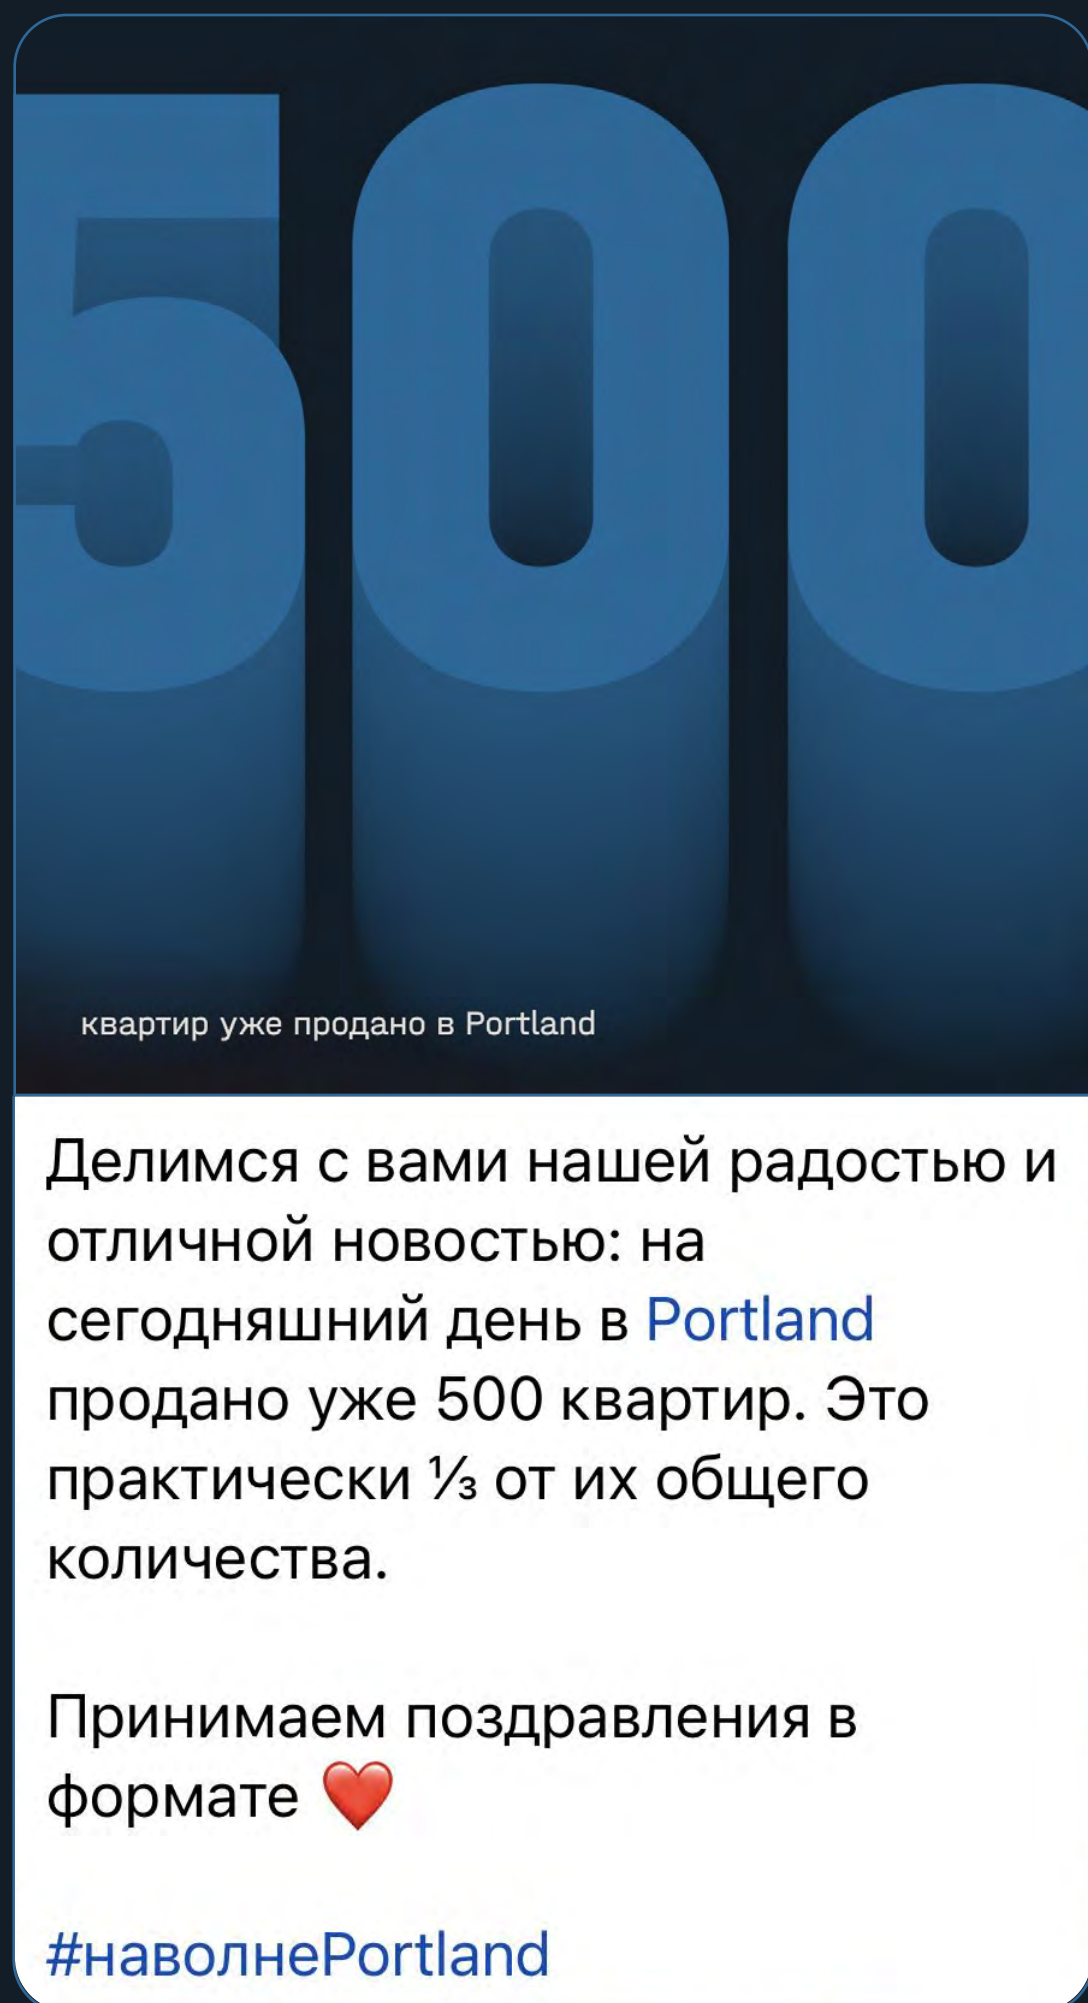 500
квартир уже продано в Portland
Делимся с вами нашей радостью и
отличной новостью: на
сегодняшний день в Portland
продано уже 500 квартир. Это
практически ⅓ от их общего
количества.
Принимаем поздравления в
формате ❤️
#наволнеPortland